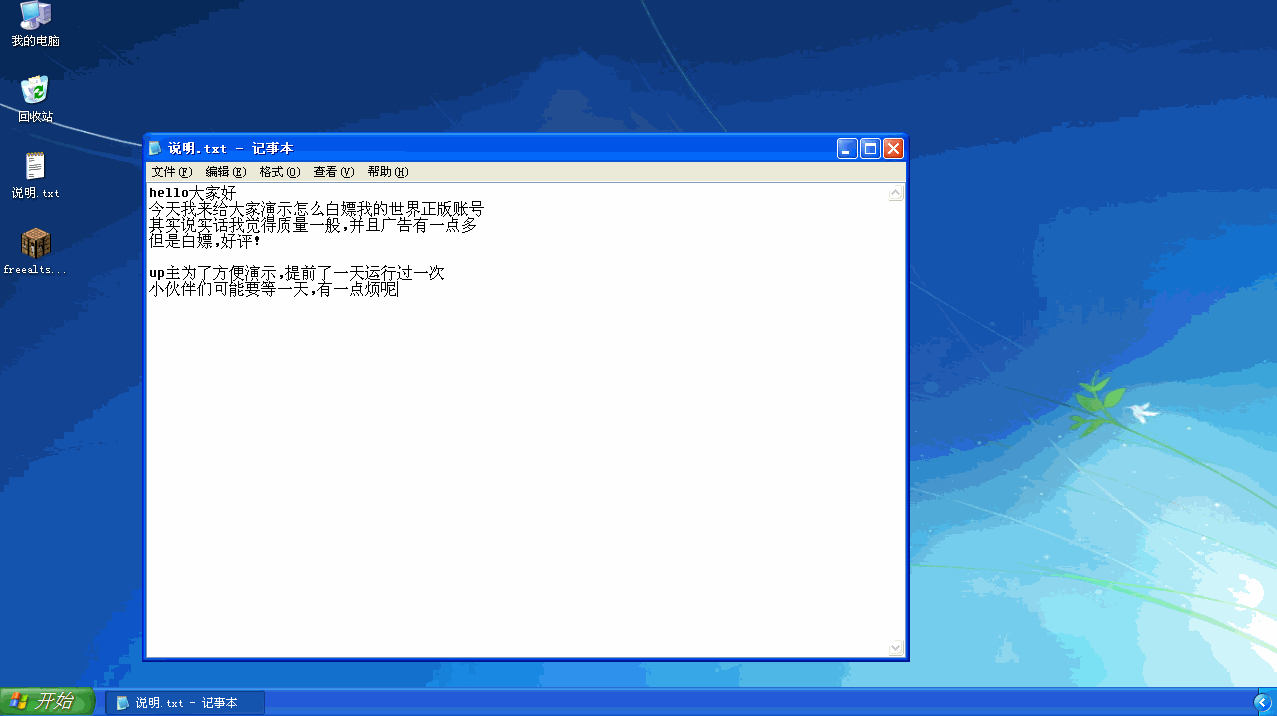 我的电脑
回收站
说明.txt
freealts...
说明.txt - 记事本
文件(F) 编辑(E) 格式(O) 查看(V) 帮助(H)
hello大家好
今天我来给大家演示怎么白嫖我的世界正版账号
其实说实话我觉得质量一般,并且广告有一点多
但是白嫖,好评!
up主为了方便演示,提前了一天运行过一次
小伙伴们可能要等一天,有一点烦呢
开始
说明.txt - 记事本